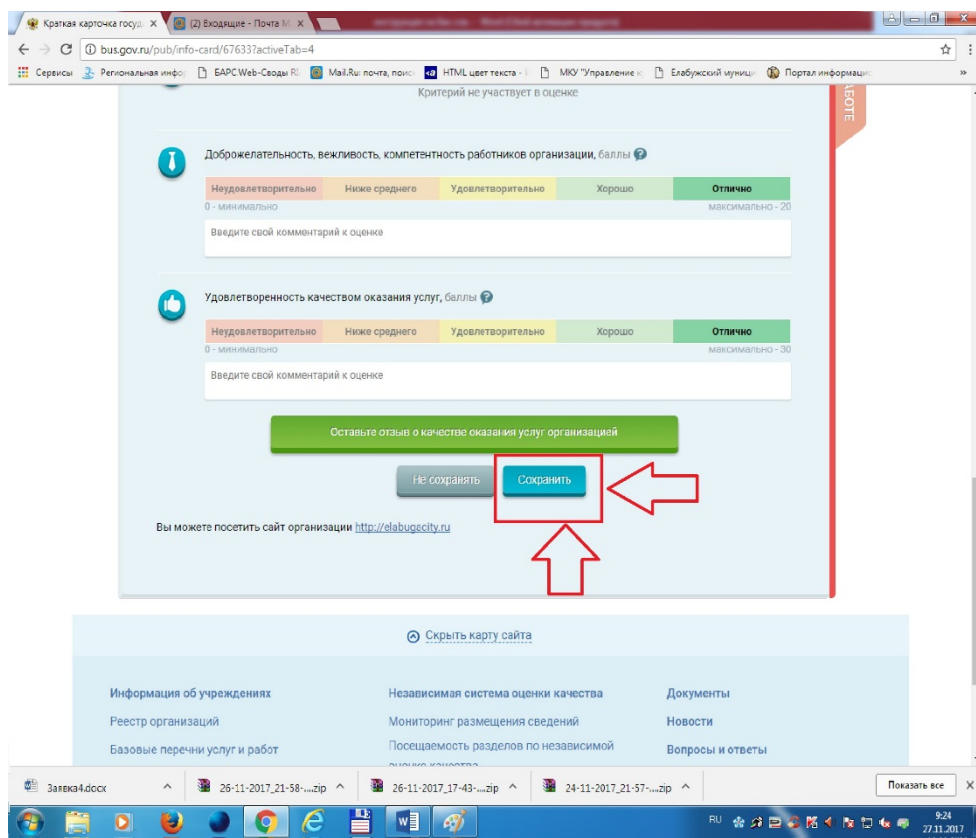 Краткая карточка госуд
(2) Входящие - Почта М
bus.gov.ru/pub/info-card/67633?activeTab=4
Сервисы
Региональная инфор
БАРС.Web-Своды
Mail.Ru: почта, поис
HTML цвет текста -
МКУ "Управление к
Елабужский муници
Портал информацис
»
Критерий не участвует в оценке
АБОТЕ
Доброжелательность, вежливость, компетентность работников организации, баллы ?
Неудовлетворительно Ниже среднего Удовлетворительно Хорошо Отлично
0 - минимально максимально - 20
Введите свой комментарий к оценке
Удовлетворенность качеством оказания услуг, баллы ?
Неудовлетворительно Ниже среднего Удовлетворительно Хорошо Отлично
0 - минимально максимально - 30
Введите свой комментарий к оценке
Оставьте отзыв о качестве оказания услуг организацией
Не сохранять Сохранить
Вы можете посетить сайт организации http://elabugacity.ru
Скрыть карту сайта
Информация об учреждениях Независимая система оценки качества Документы
Реестр организаций Мониторинг размещения сведений Новости
Базовые перечни услуг и работ Посещаемость разделов по независимой Вопросы и ответы
оценке качества
Заявка4.docx 26-11-2017_21-58-....zip 26-11-2017_17-43-....zip 24-11-2017_21-57-....zip Показать все
RU 9:24
27.11.2017